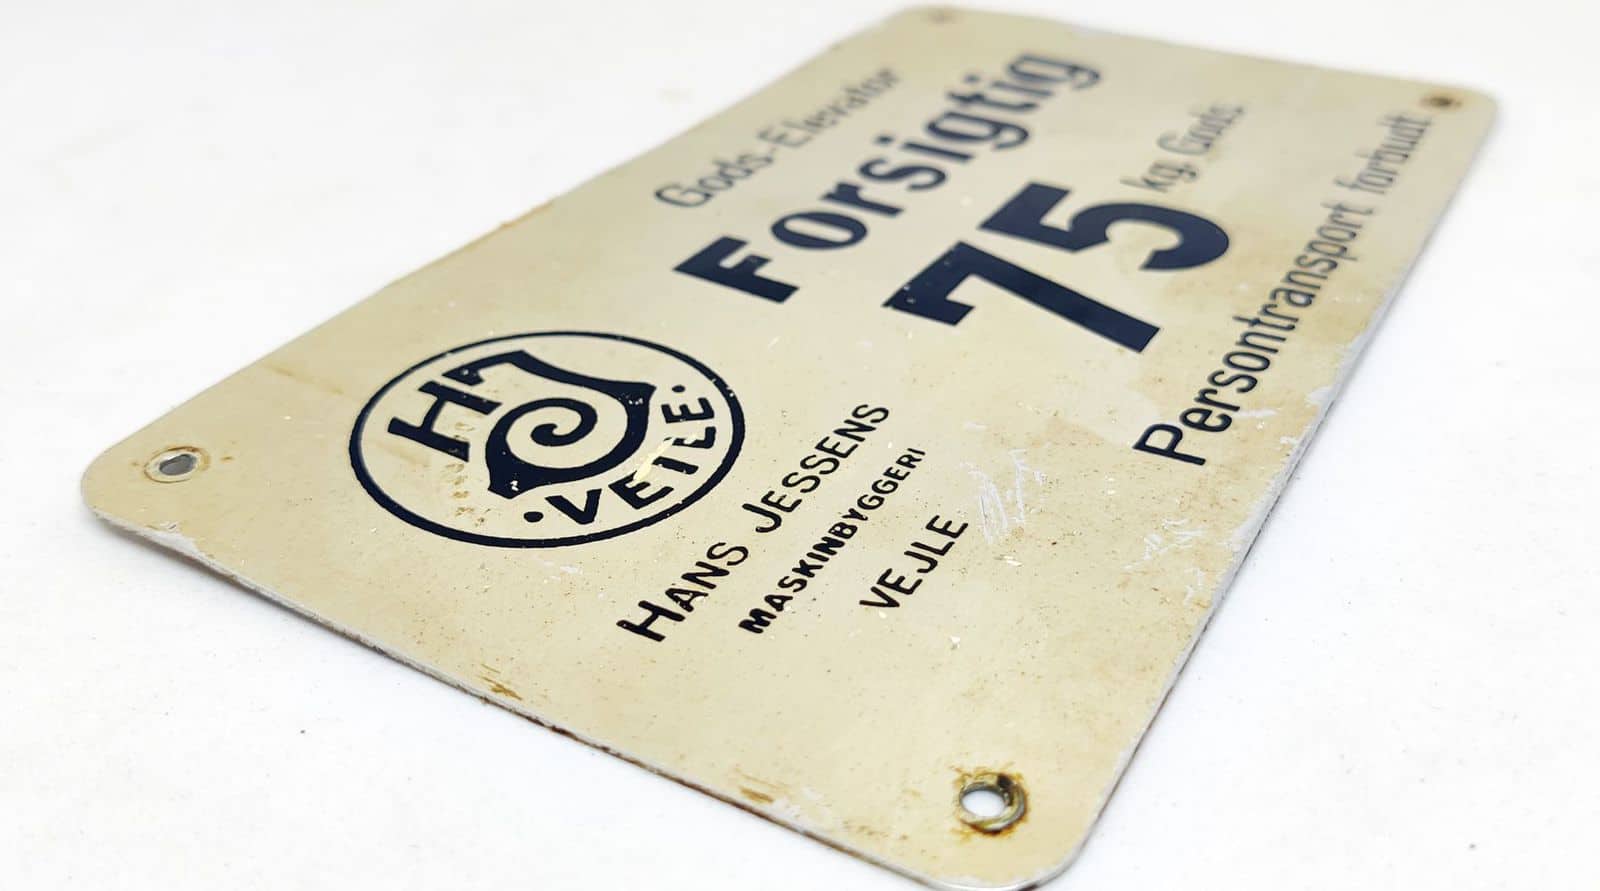 Gods-Elevator
Forsigtig
75 kg. Gods
Persontransport forbudt
HJ
VEJLE
HANS JESSENS
MASKINBYGGERI
VEJLE